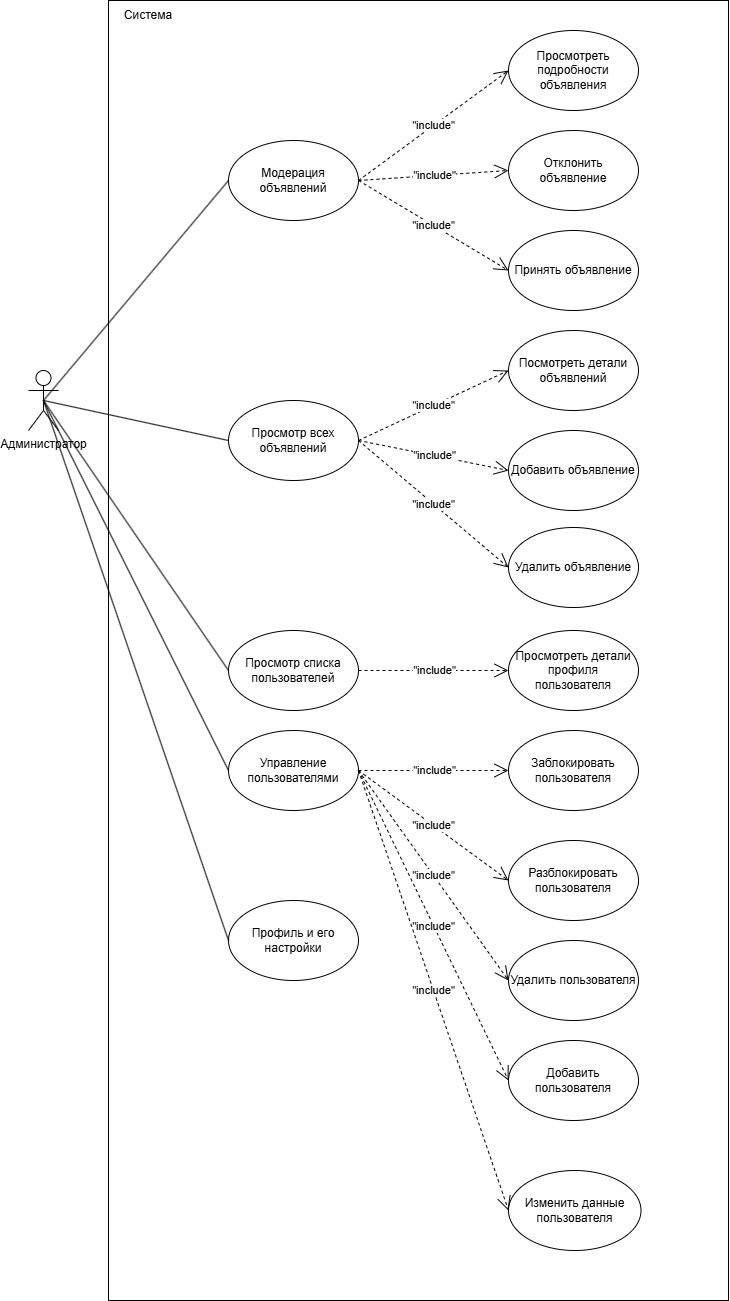 Система
Просмотреть
подробности
объявления
"include"
Модерация
объявлений
"include"
Отклонить
объявление
"include"
Принять объявление
Администратор
Посмотреть детали
объявлений
"include"
Просмотр всех
объявлений
"include"
Добавить объявление
"include"
Удалить объявление
Просмотр списка
пользователей
"include"
Просмотреть детали
профиля
пользователя
Управление
пользователями
"include"
Заблокировать
пользователя
"include"
Разблокировать
пользователя
"include"
Профиль и его
настройки
"include"
Удалить пользователя
"include"
Добавить
пользователя
Изменить данные
пользователя